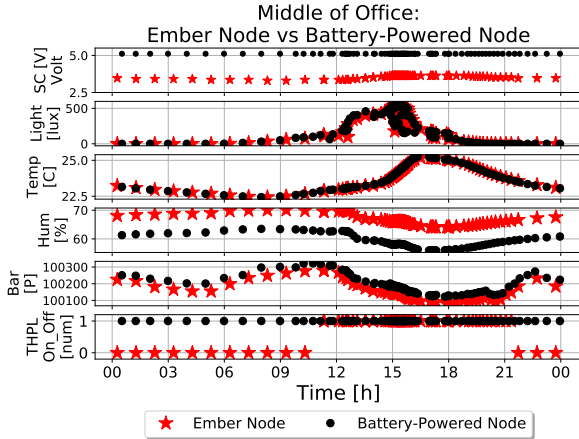 Middle of Office:
Ember Node vs Battery-Powered Node
SC [V]
Volt
5.0
2.5
Light
[lux]
500
0
Temp
[C]
25.0
22.5
Hum
[%]
70
60
Bar
[P]
100300
100200
100100
THPL
On_Off
[num]
1
0
00 03 06 09 12 15 18 21 00
Time [h]
Ember Node Battery-Powered Node